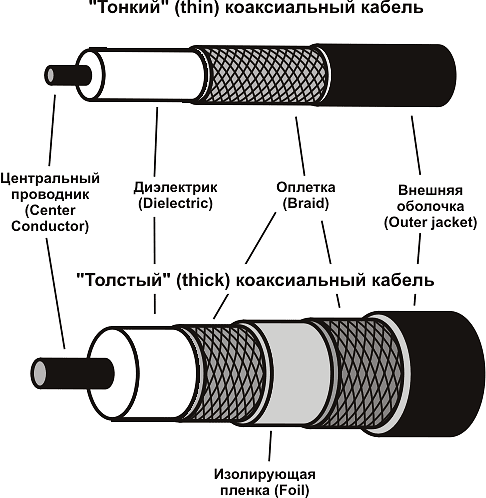 "Тонкий" (thin) коаксиальный кабель
Центральный
проводник
(Center
Conductor)
Диэлектрик
(Dielectric)
Оплетка
(Braid)
Внешняя
оболочка
(Outer jacket)
"Толстый" (thick) коаксиальный кабель
Изолирующая
пленка (Foil)